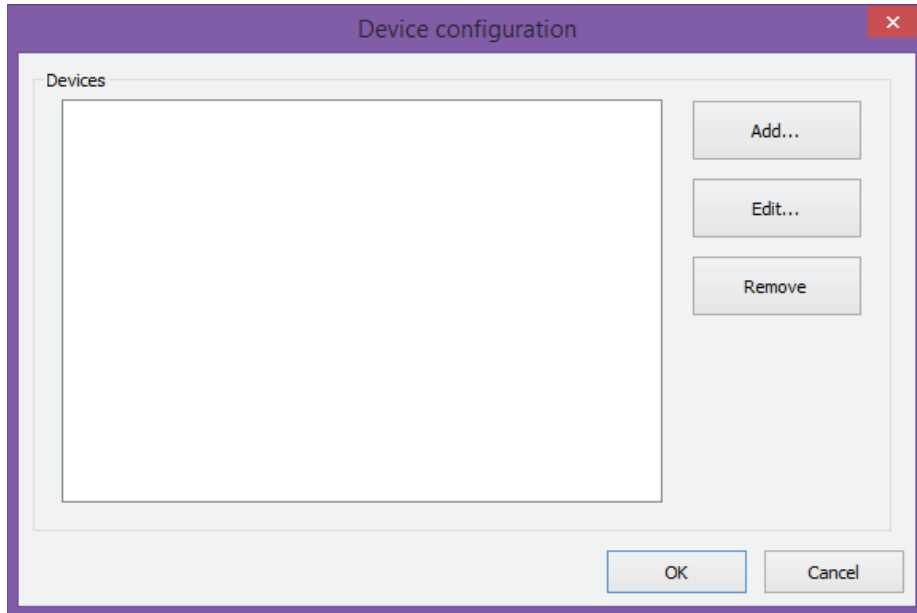 Device configuration
Devices
Add...
Edit...
Remove
OK
Cancel